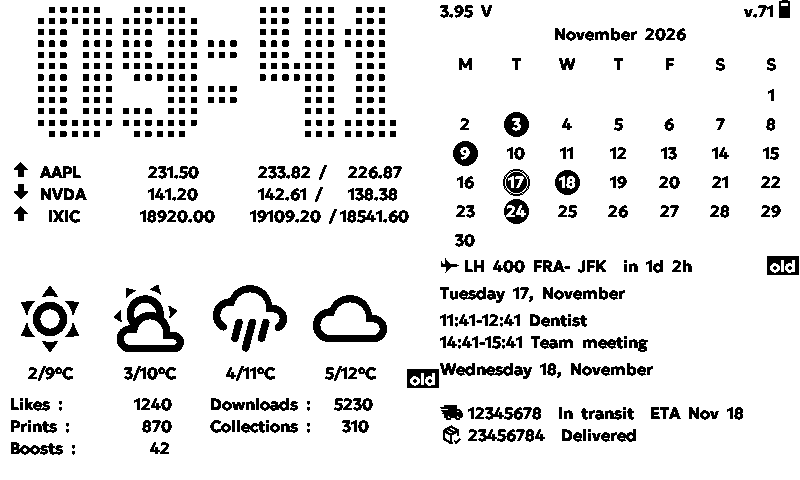 09:41
AAPL 231.50 233.82 / 226.87
NVDA 141.20 142.61 / 138.38
IXIC 18920.00 19109.20 / 18541.60
2/9°C 3/10°C 4/11°C 5/12°C
old
Likes : 1240 Downloads : 5230
Prints : 870 Collections : 310
Boosts : 42
3.95 V v.71
November 2026
M T W T F S S
1
2 3 4 5 6 7 8
9 10 11 12 13 14 15
16 17 18 19 20 21 22
23 24 25 26 27 28 29
30
LH 400 FRA- JFK in 1d 2h old
Tuesday 17, November
11:41-12:41 Dentist
14:41-15:41 Team meeting
Wednesday 18, November
12345678 In transit ETA Nov 18
23456784 Delivered